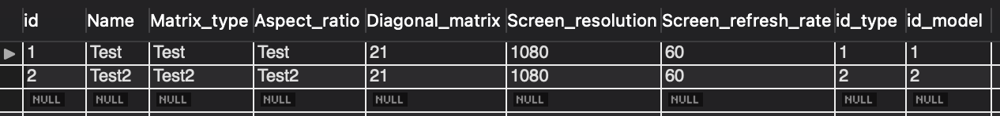 id Name Matrix_type Aspect_ratio Diagonal_matrix Screen_resolution Screen_refresh_rate id_type id_model
1 Test Test Test 21 1080 60 1 1
2 Test2 Test2 Test2 21 1080 60 2 2
NULL NULL NULL NULL NULL NULL NULL NULL NULL